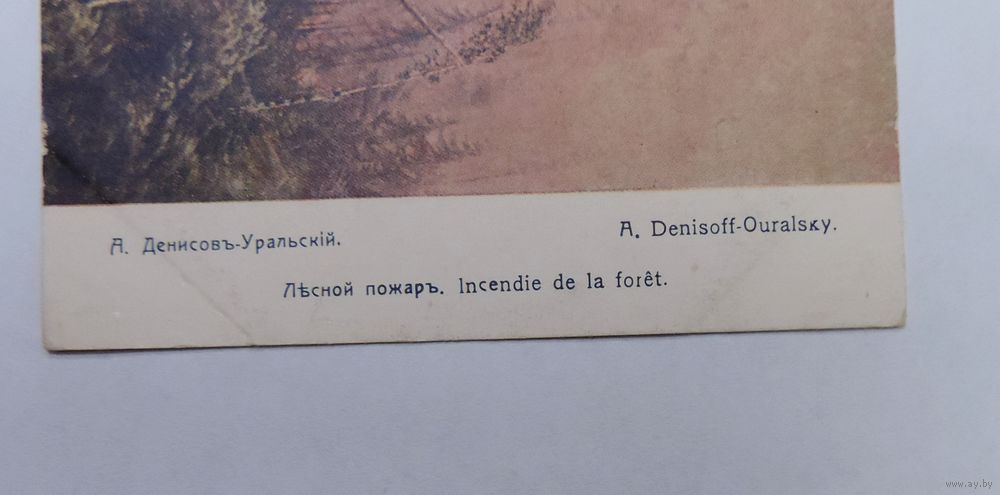 А. Денисовъ-Уральскій.
A. Denisoff-Ouralsky.
Лѣсной пожаръ. Incendie de la forêt.
www.ay.by